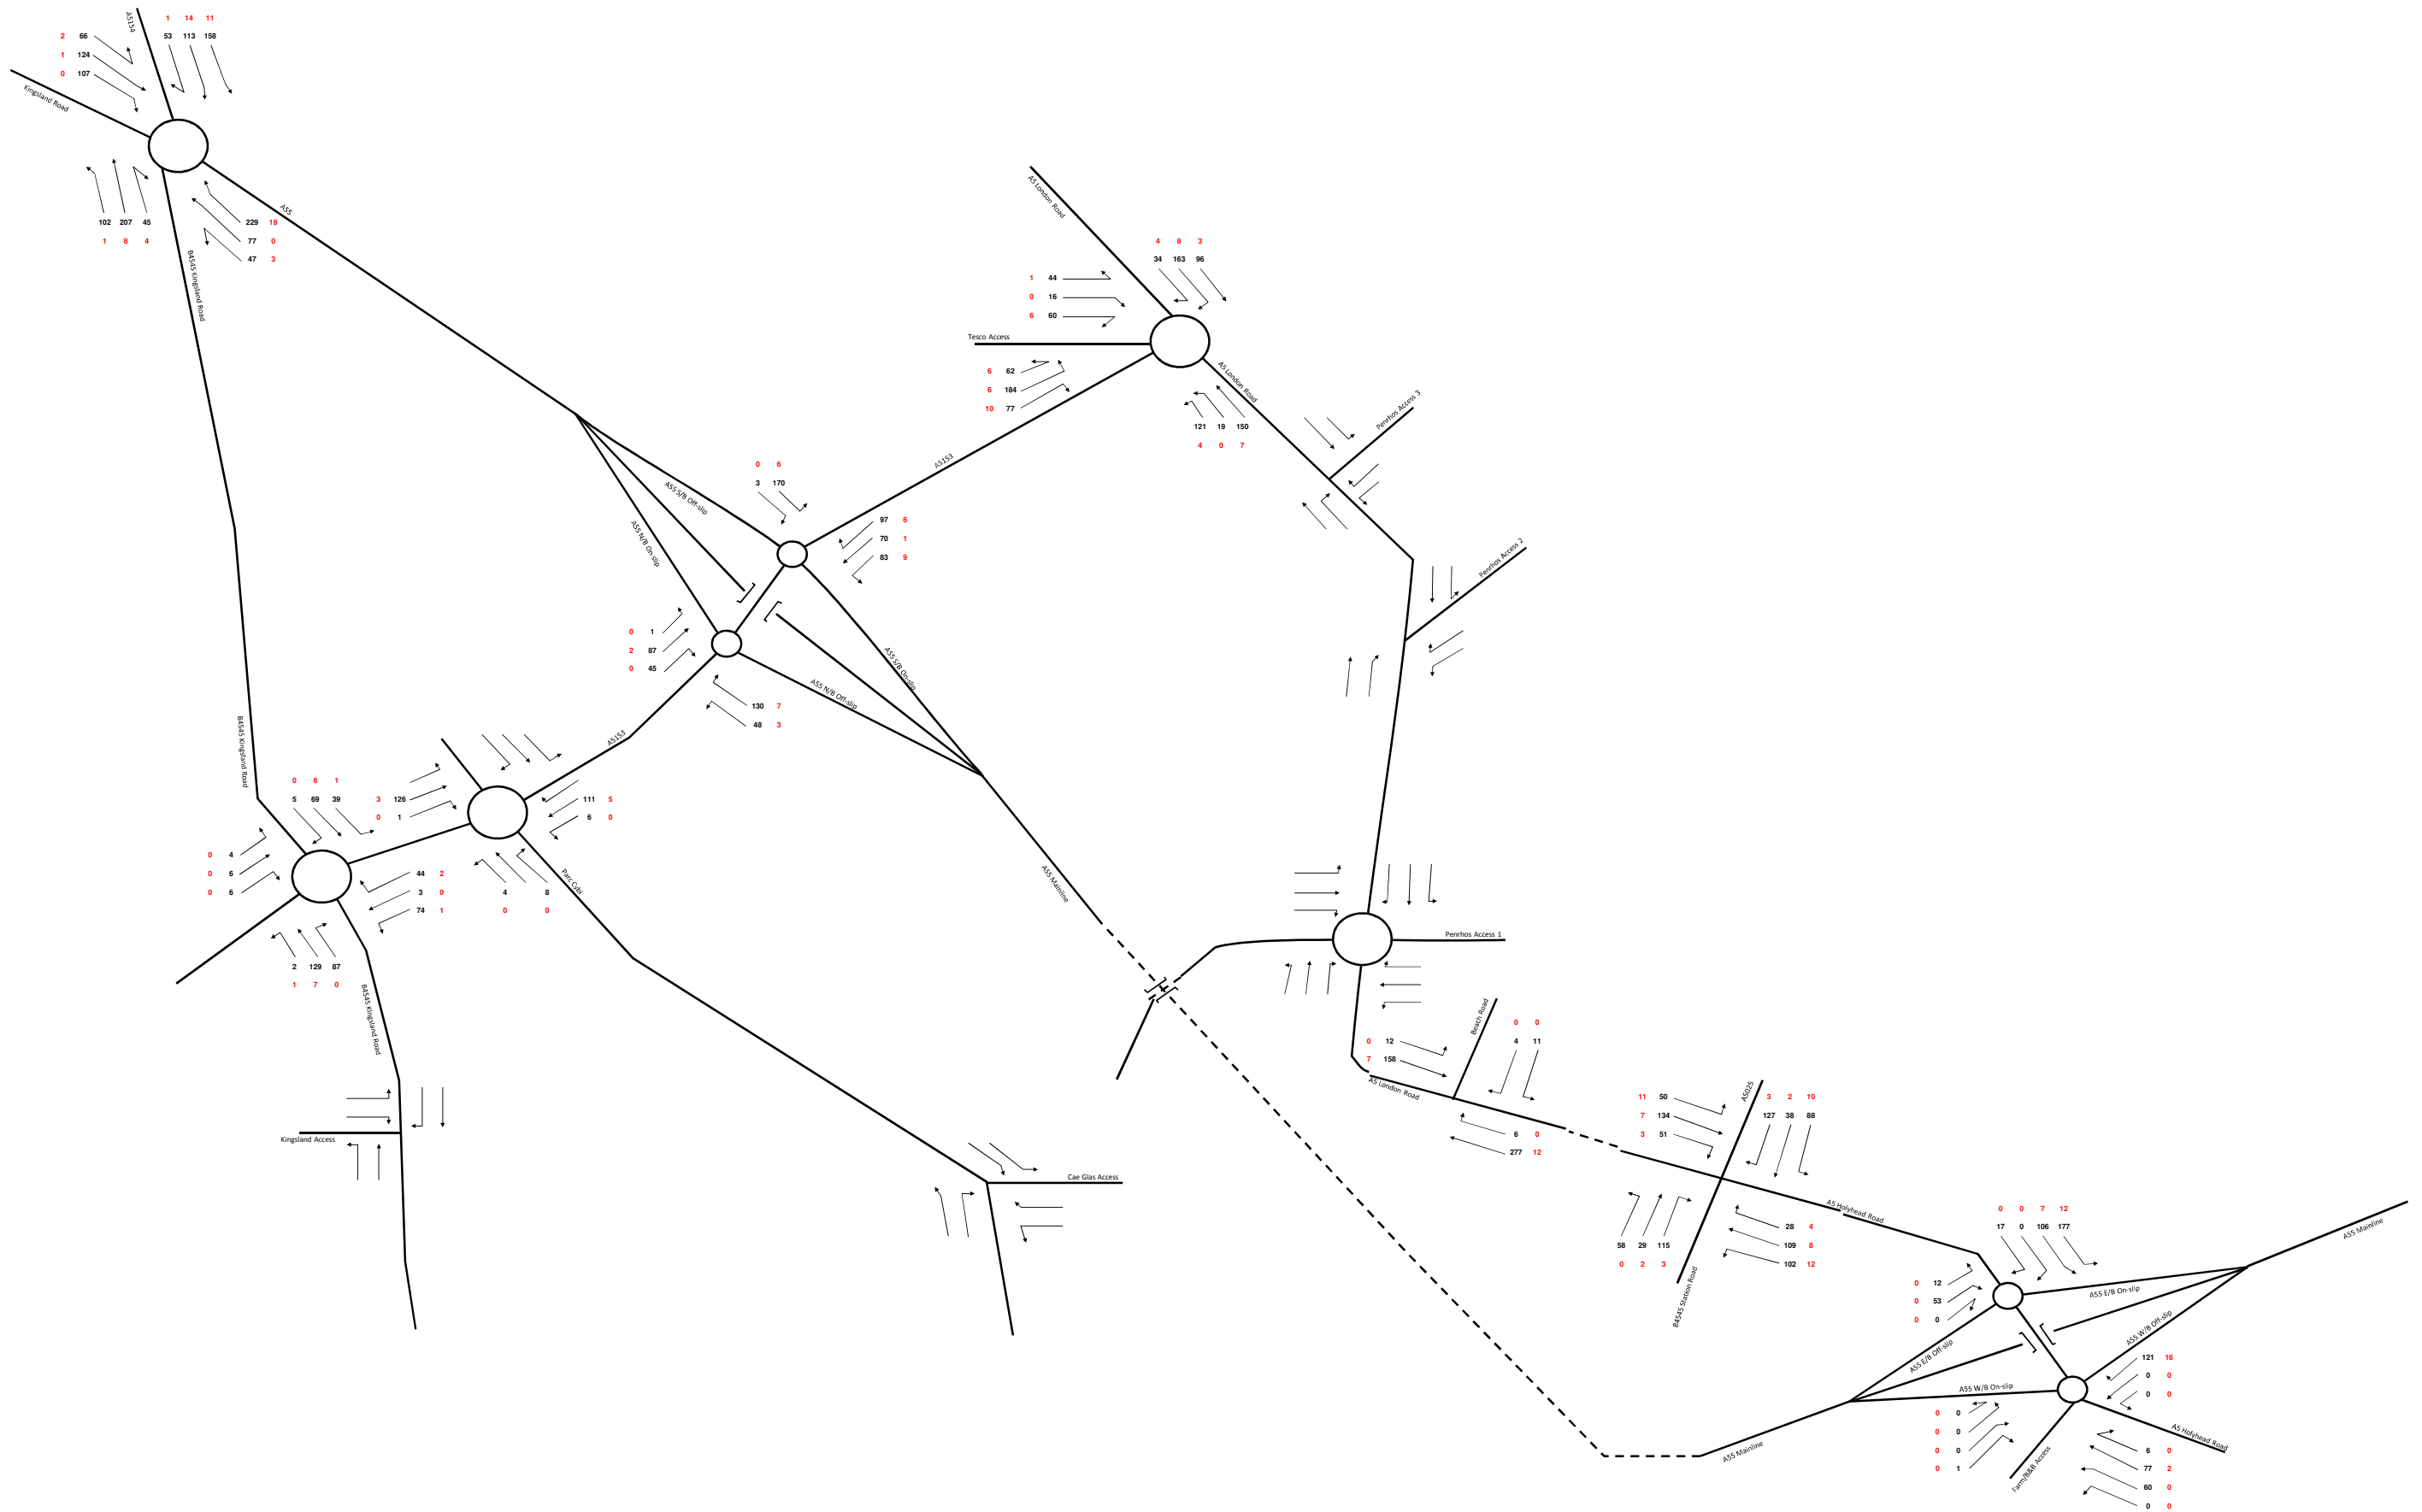 A5154
1 14 11
2 66
53 113 158
1 124
0 107
Kingsland Road
102 207 45
1 8 4
A55
229 18
77 0
47 3
B4545 Kingsland Road
A5 London Road
4 8 3
34 163 96
1 44
0 16
6 60
Tesco Access
6 62
6 184
10 77
A5 London Road
121 19 150
4 0 7
Penrhos Access 3
A5153
0 6
3 170
A55 S/B Off-slip
A55 N/B On-slip
97 6
70 1
83 9
Penrhos Access 2
0 1
2 87
0 45
A55 S/B On-slip
A55 N/B Off-slip
130 7
48 3
B4545 Kingsland Road
A5153
0 6 1
5 69 39
3 126
0 1
111 5
6 0
0 4
0 6
0 6
44 2
3 0
74 1
4 8
0 0
Parc Cybi
A55 Mainline
2 129 87
1 7 0
B4545 Kingsland Road
Penrhos Access 1
Beach Road
0 0
4 11
0 12
7 158
A5 London Road
6 0
277 12
Kingsland Access
Cae Glas Access
A5025
11 50
7 134
3 51
3 2 10
127 38 88
58 29 115
0 2 3
28 4
109 8
102 12
B4545 Station Road
A5 Holyhead Road
0 0 7 12
17 0 106 177
A55 Mainline
0 12
0 53
0 0
A55 E/B On-slip
A55 E/B Off-slip
A55 W/B Off-slip
121 16
0 0
0 0
A55 W/B On-slip
0 0
0 0
0 0
0 1
A55 Mainline
Farm/B&B Access
A5 Holyhead Road
6 0
77 2
60 0
0 0